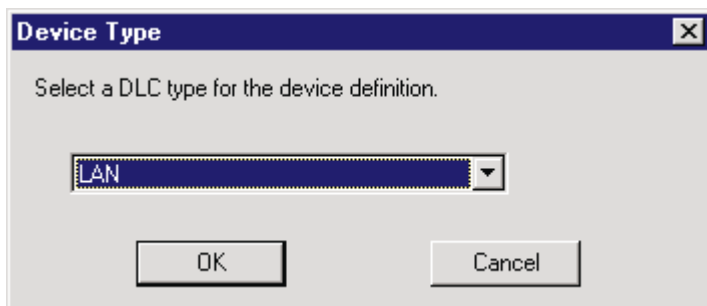 Device Type
Select a DLC type for the device definition.
LAN
OK Cancel